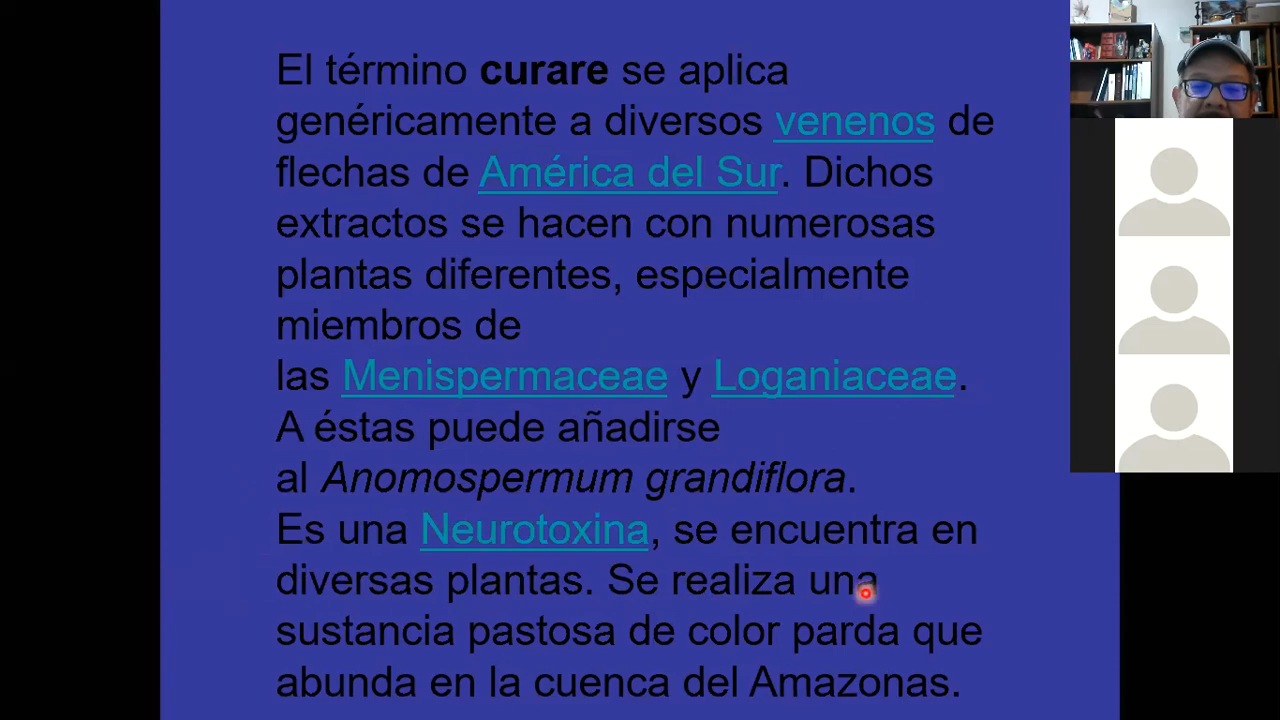 El término curare se aplica
genéricamente a diversos venenos de
flechas de América del Sur. Dichos
extractos se hacen con numerosas
plantas diferentes, especialmente
miembros de
las Menispermaceae y Loganiaceae.
A éstas puede añadirse
al Anomospermum grandiflora.
Es una Neurotoxina, se encuentra en
diversas plantas. Se realiza una
sustancia pastosa de color parda que
abunda en la cuenca del Amazonas.